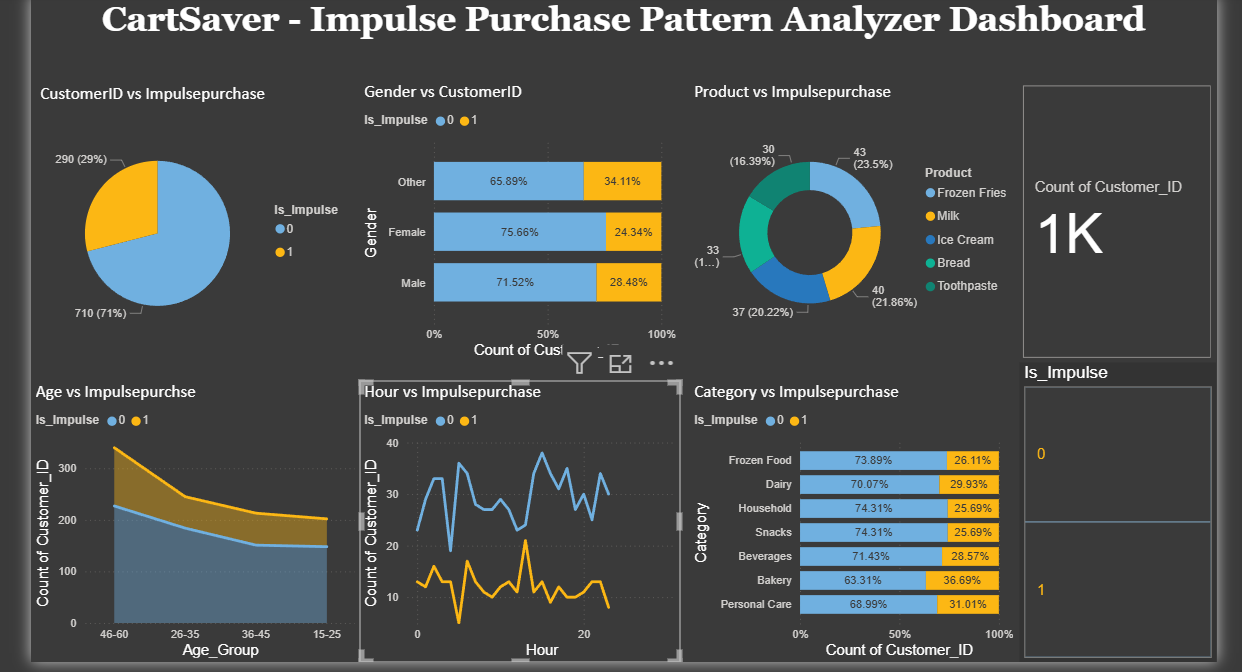 CartSaver - Impulse Purchase Pattern Analyzer Dashboard
CustomerID vs Impulsepurchase
290 (29%)
710 (71%)
Is_Impulse
0
1
Gender vs CustomerID
Is_Impulse 0 1
Gender
Other 65.89% 34.11%
Female 75.66% 24.34%
Male 71.52% 28.48%
0% 50% 100%
Count of Cust
Product vs Impulsepurchase
30
(16.39%)
43
(23.5%)
33
(1...)
40
(21.86%)
37 (20.22%)
Product
Frozen Fries
Milk
Ice Cream
Bread
Toothpaste
Count of Customer_ID
1K
Age vs Impulsepurchse
Is_Impulse 0 1
Count of Customer_ID
300
200
100
0
46-60 26-35 36-45 15-25
Age_Group
Hour vs Impulsepurchase
Is_Impulse 0 1
Count of Customer_ID
40
30
20
10
0 20
Hour
Category vs Impulsepurchase
Is_Impulse 0 1
Category
Frozen Food 73.89% 26.11%
Dairy 70.07% 29.93%
Household 74.31% 25.69%
Snacks 74.31% 25.69%
Beverages 71.43% 28.57%
Bakery 63.31% 36.69%
Personal Care 68.99% 31.01%
0% 50% 100%
Count of Customer_ID
Is_Impulse
0
1